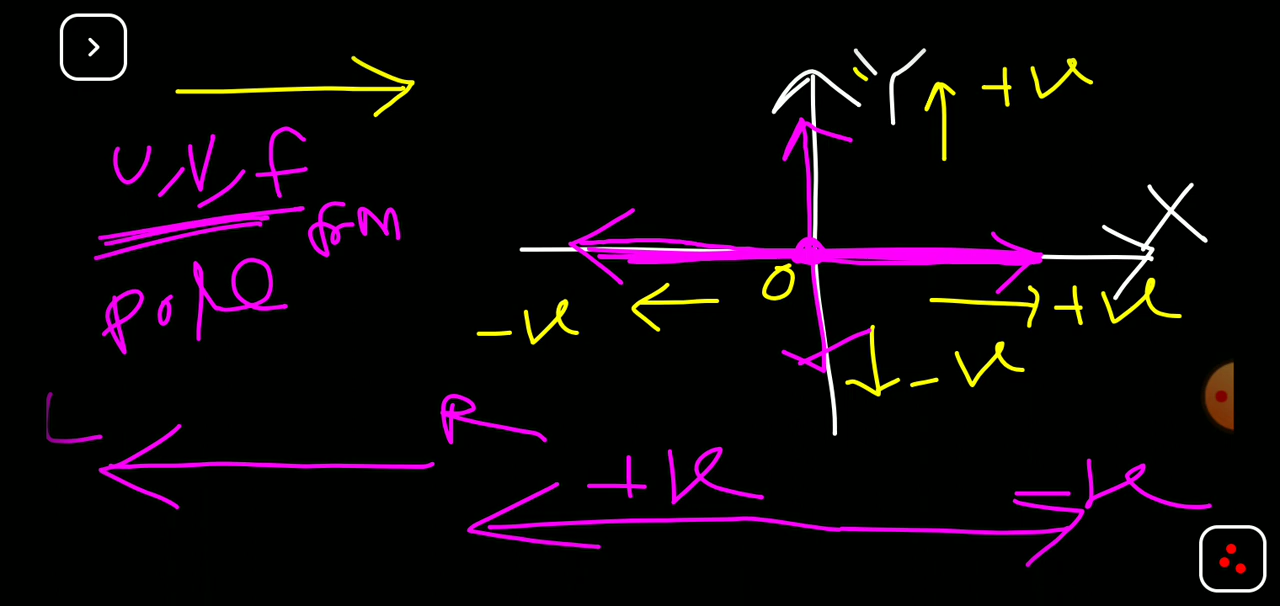 Y +ve
U, V, f
X
from
O
pole
-ve +ve
-ve
L R
+ve -ve